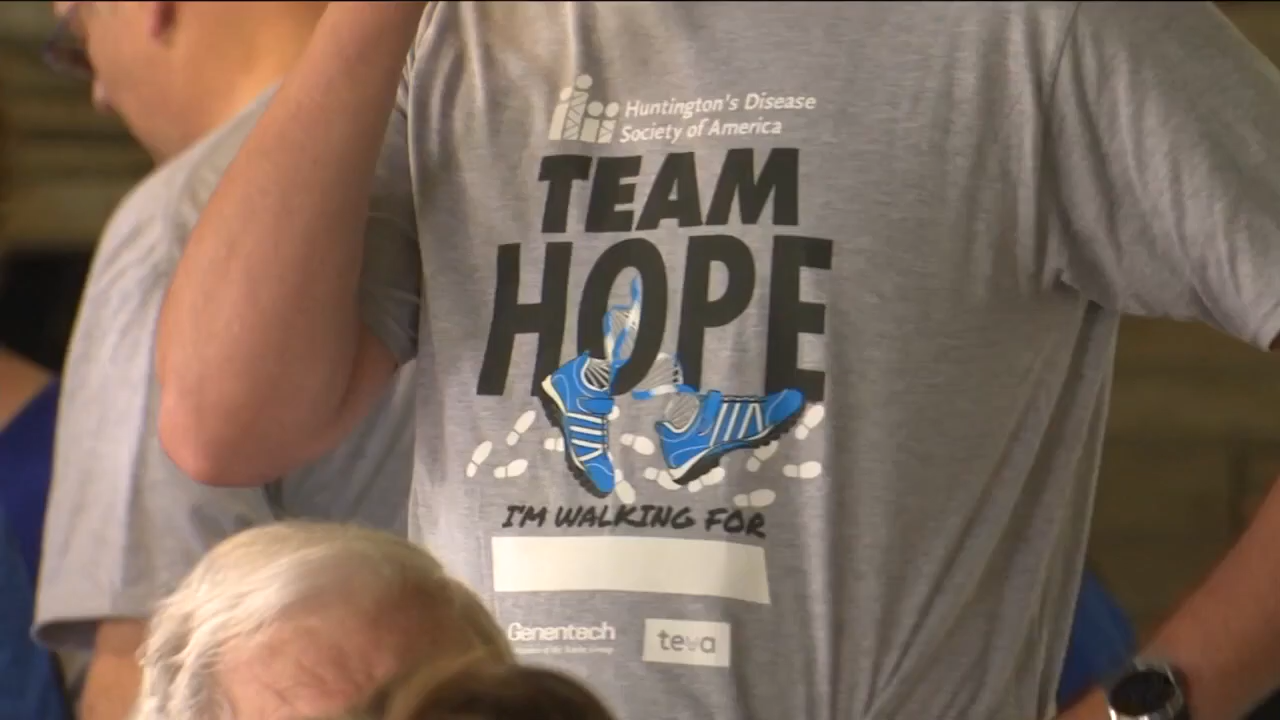 Huntington's Disease
Society of America
TEAM
HOPE
I'M WALKING FOR
Genentech
teva